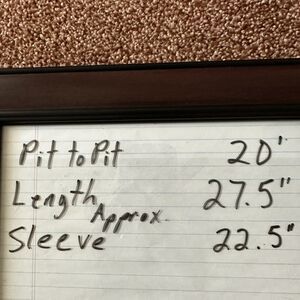 Pit to Pit 20'
Length 27.5"
Approx.
Sleeve 22.5"